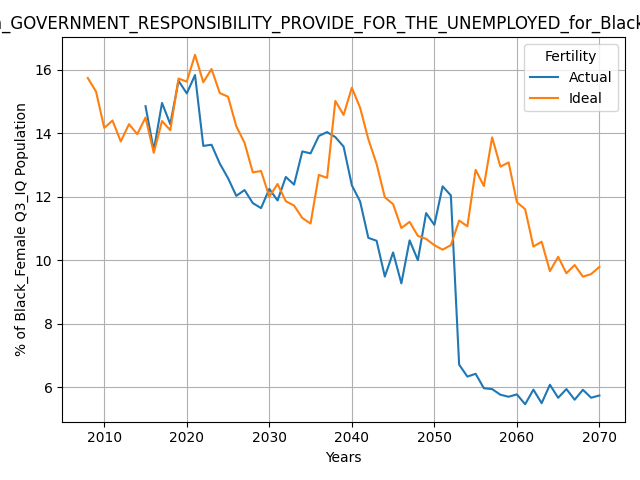 _GOVERNMENT_RESPONSIBILITY_PROVIDE_FOR_THE_UNEMPLOYED_for_Black
Fertility
Actual
Ideal
% of Black_Female Q3_IQ Population
16
14
12
10
8
6
2010 2020 2030 2040 2050 2060 2070
Years